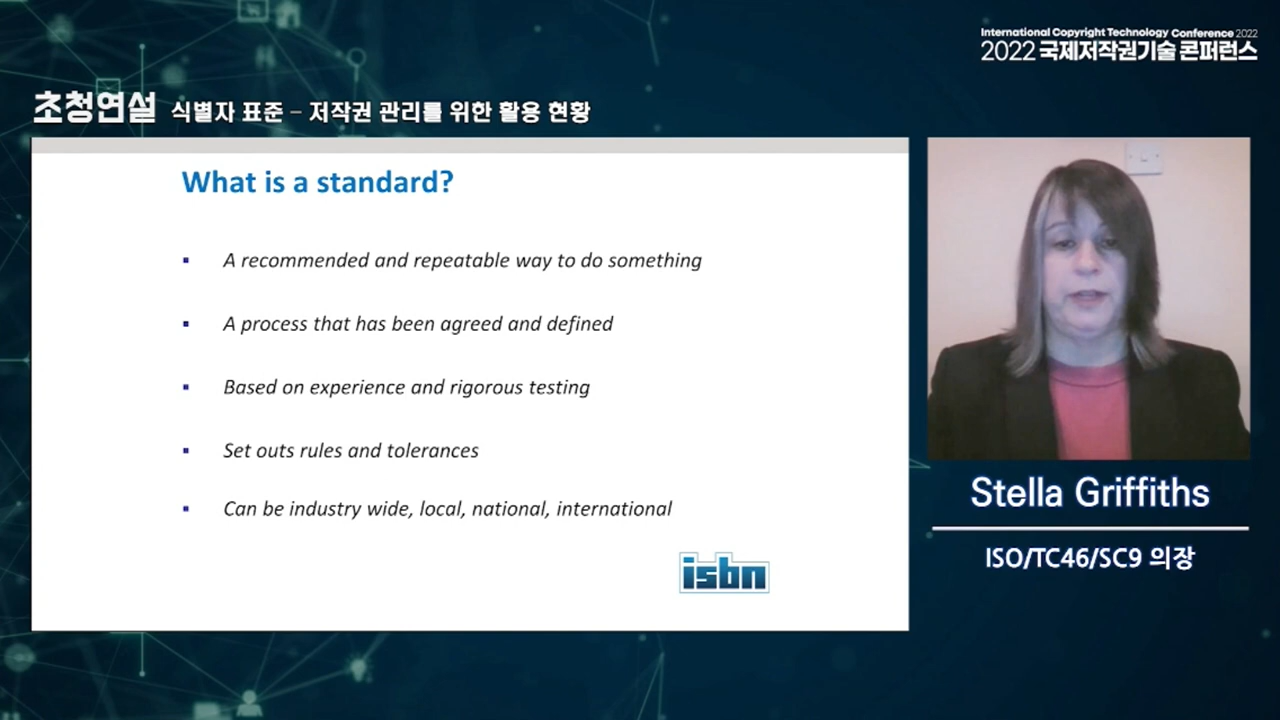 International Copyright Technology Conference 2022
2022 국제저작권기술 콘퍼런스
초청연설 식별자 표준 – 저작권 관리를 위한 활용 현황
What is a standard?
▪ A recommended and repeatable way to do something
▪ A process that has been agreed and defined
▪ Based on experience and rigorous testing
▪ Set outs rules and tolerances
▪ Can be industry wide, local, national, international
isbn
Stella Griffiths
ISO/TC46/SC9 의장